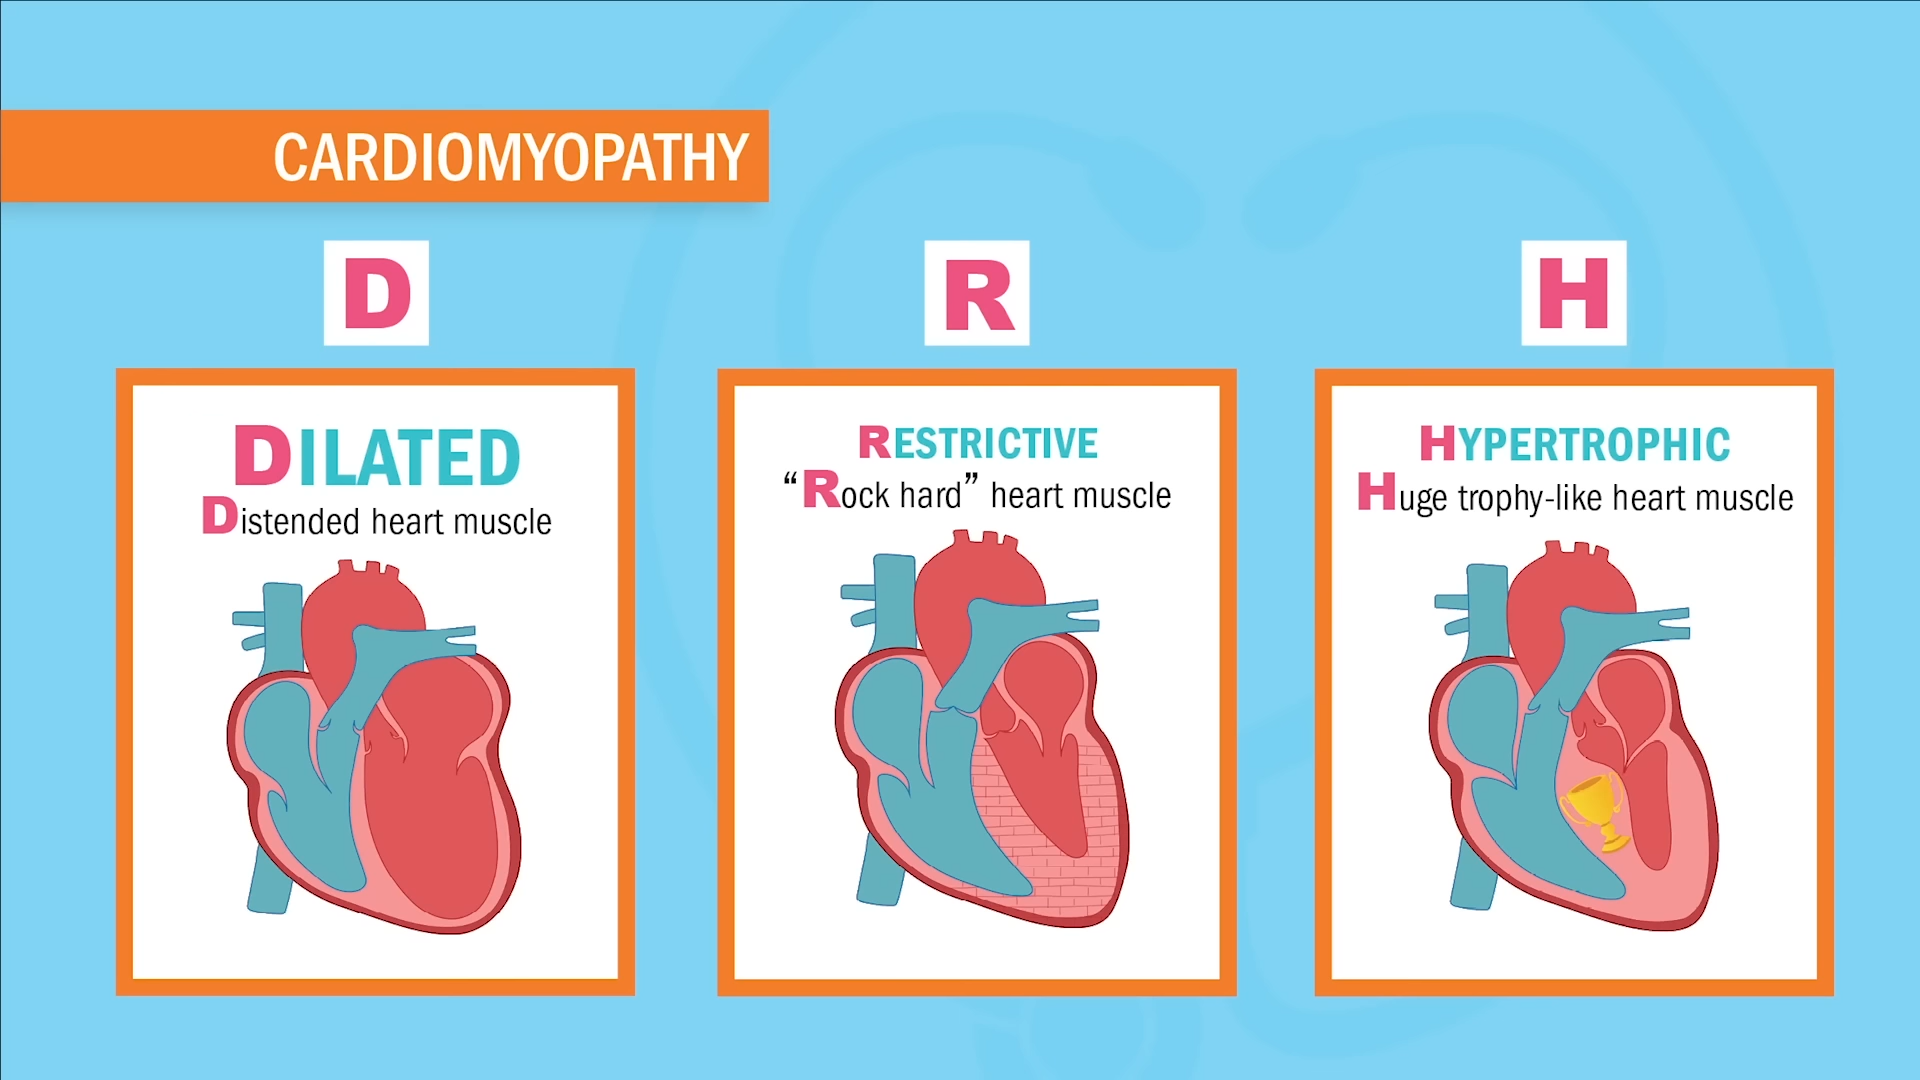 CARDIOMYOPATHY
D
R
H
DILATED
Distended heart muscle
RESTRICTIVE
“Rock hard” heart muscle
HYPERTROPHIC
Huge trophy-like heart muscle